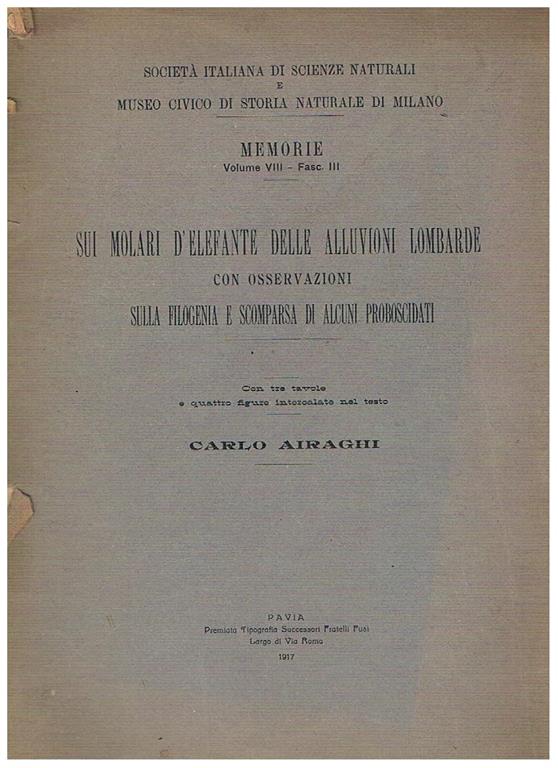 SOCIETÀ ITALIANA DI SCIENZE NATURALI
E
MUSEO CIVICO DI STORIA NATURALE DI MILANO
MEMORIE
Volume VIII - Fasc. III
SUI MOLARI D'ELEFANTE DELLE ALLUVIONI LOMBARDE
CON OSSERVAZIONI
SULLA FILOGENIA E SCOMPARSA DI ALCUNI PROBOSCIDATI
Con tre tavole
e quattro figure intercalate nel testo
CARLO AIRAGHI
PAVIA
Premiata Tipografia Successori Fratelli Fusi
Largo di Via Roma
1917